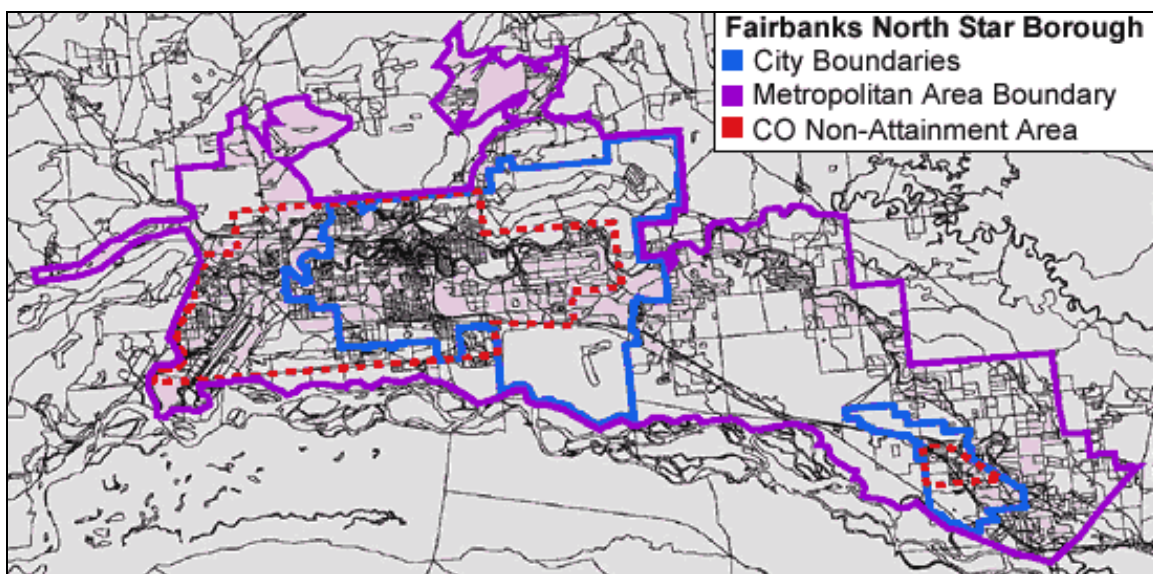 Fairbanks North Star Borough
City Boundaries
Metropolitan Area Boundary
CO Non-Attainment Area